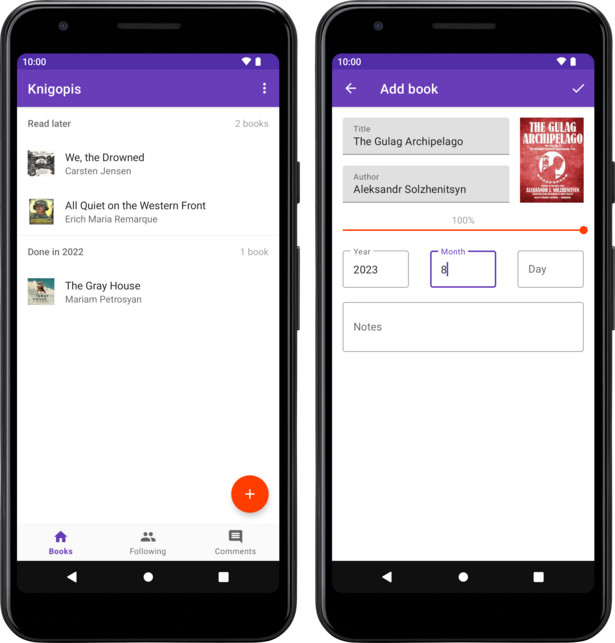 10:00
Knigopis
Read later
2 books
We, the Drowned
Carsten Jensen
All Quiet on the Western Front
Erich Maria Remarque
Done in 2022
1 book
The Gray House
Mariam Petrosyan
Books
Following
Comments
10:00
Add book
Title
The Gulag Archipelago
Author
Aleksandr Solzhenitsyn
THE GULAG
ARCHIPELAGO
ALEKSANDR I. SOLZHENITSYN
100%
Year
2023
Month
8
Day
Notes